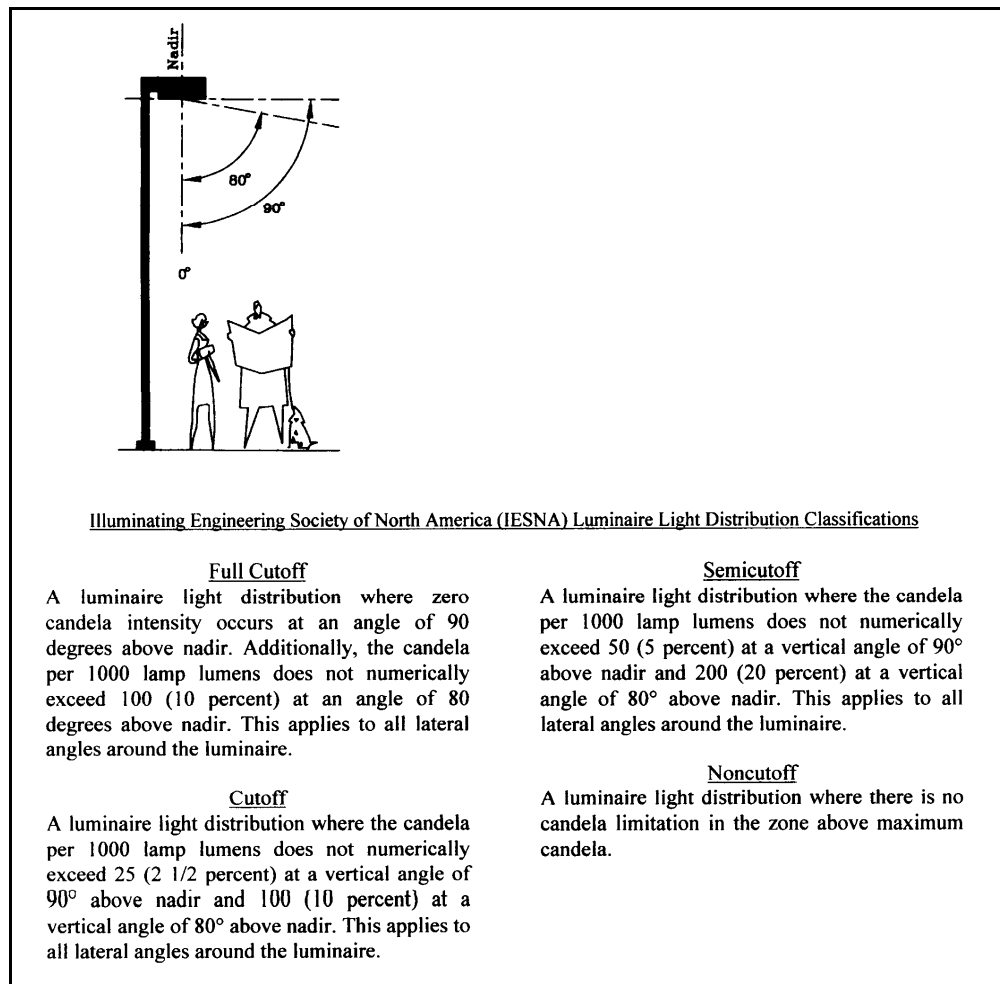 Nadir
80°
90°
0°
Illuminating Engineering Society of North America (IESNA) Luminaire Light Distribution Classifications
Full Cutoff
A luminaire light distribution where zero
candela intensity occurs at an angle of 90
degrees above nadir. Additionally, the candela
per 1000 lamp lumens does not numerically
exceed 100 (10 percent) at an angle of 80
degrees above nadir. This applies to all lateral
angles around the luminaire.
Cutoff
A luminaire light distribution where the candela
per 1000 lamp lumens does not numerically
exceed 25 (2 1/2 percent) at a vertical angle of
90° above nadir and 100 (10 percent) at a
vertical angle of 80° above nadir. This applies to
all lateral angles around the luminaire.
Semicutoff
A luminaire light distribution where the candela
per 1000 lamp lumens does not numerically
exceed 50 (5 percent) at a vertical angle of 90°
above nadir and 200 (20 percent) at a vertical
angle of 80° above nadir. This applies to all
lateral angles around the luminaire.
Noncutoff
A luminaire light distribution where there is no
candela limitation in the zone above maximum
candela.